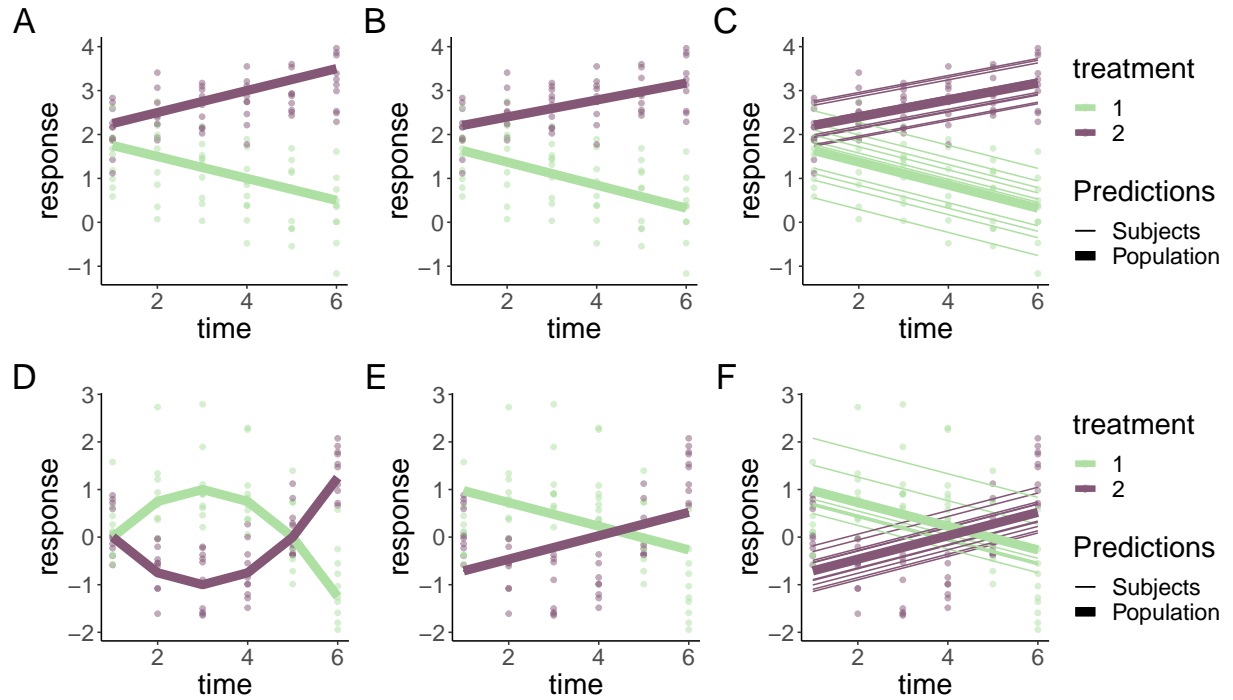 A
B
C
response
4
3
2
1
0
−1
2
4
6
time
response
4
3
2
1
0
−1
2
4
6
time
response
4
3
2
1
0
−1
2
4
6
time
treatment
1
2
Predictions
Subjects
Population
D
E
F
response
3
2
1
0
−1
−2
2
4
6
time
response
3
2
1
0
−1
−2
2
4
6
time
response
3
2
1
0
−1
−2
2
4
6
time
treatment
1
2
Predictions
Subjects
Population